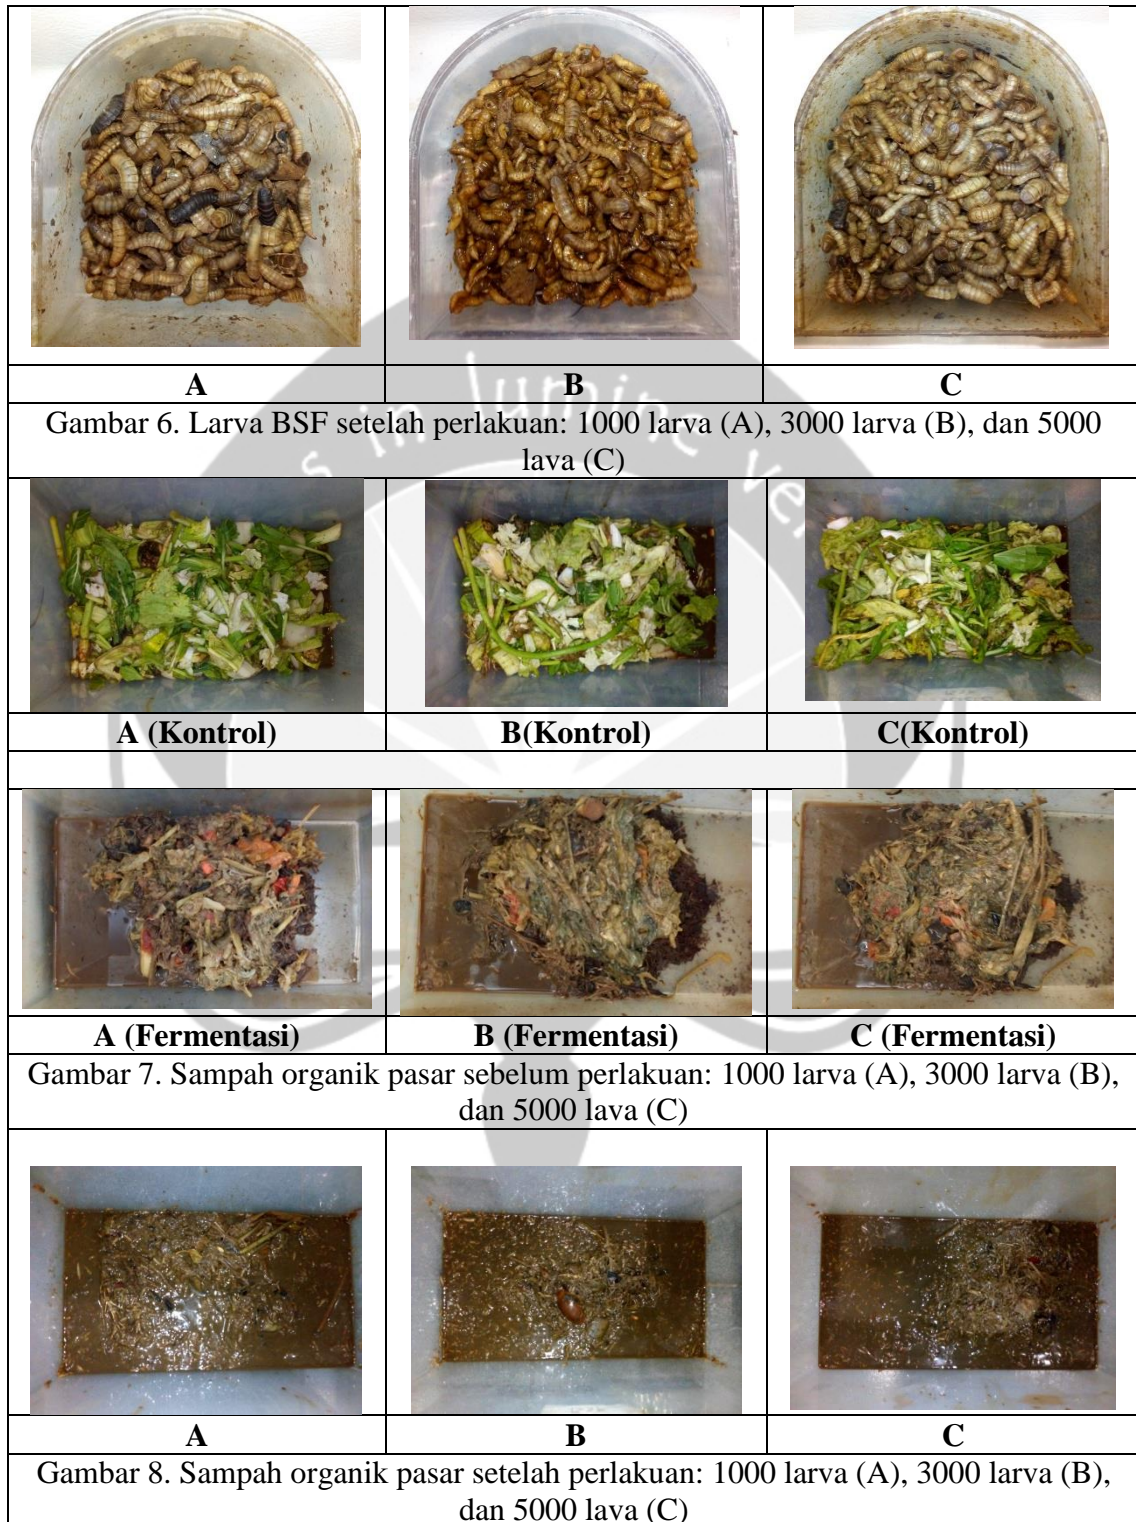 A B C
Gambar 6. Larva BSF setelah perlakuan: 1000 larva (A), 3000 larva (B), dan 5000
lava (C)
A (Kontrol) B(Kontrol) C(Kontrol)
A (Fermentasi) B (Fermentasi) C (Fermentasi)
Gambar 7. Sampah organik pasar sebelum perlakuan: 1000 larva (A), 3000 larva (B),
dan 5000 lava (C)
A B C
Gambar 8. Sampah organik pasar setelah perlakuan: 1000 larva (A), 3000 larva (B),
dan 5000 lava (C)
in lumine